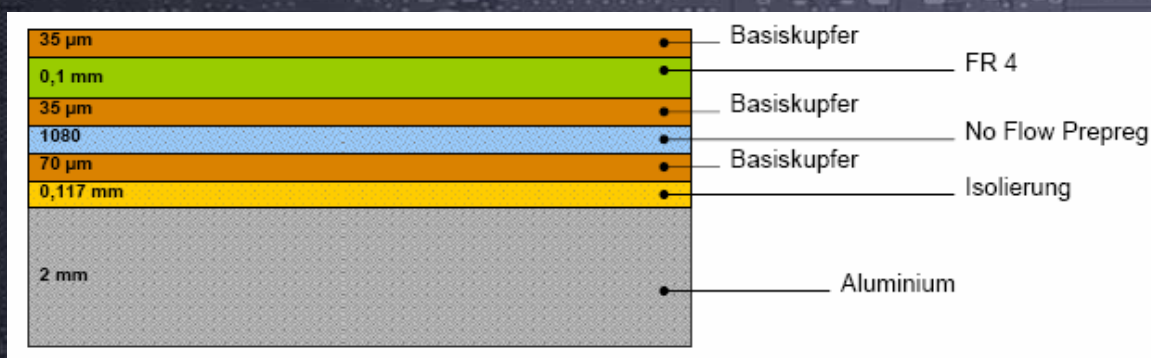 35 µm
Basiskupfer
0,1 mm
FR 4
35 µm
Basiskupfer
1080
No Flow Prepreg
70 µm
Basiskupfer
0,117 mm
Isolierung
2 mm
Aluminium